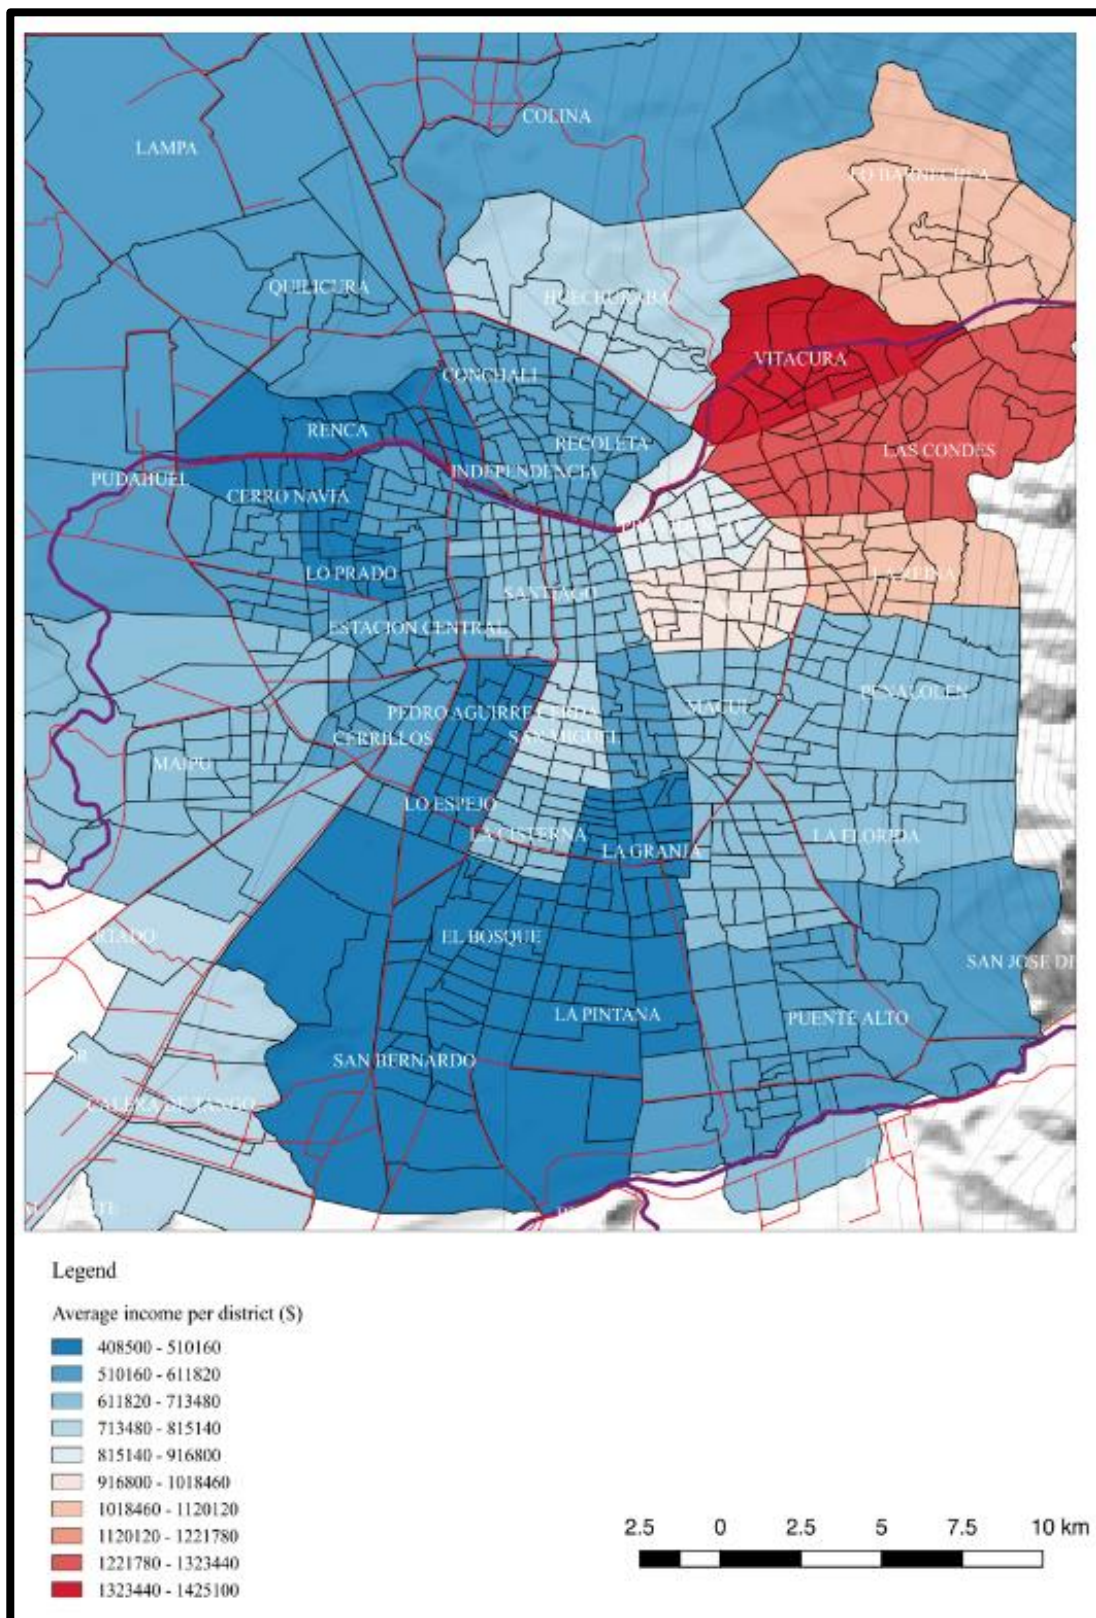 COLINA
LAMPA
LO BARNECHEA
QUILICURA
HUECHURABA
VITACURA
CONCHALI
RENCA
RECOLETA
LAS CONDES
INDEPENDENCIA
PUDAHUEL
CERRO NAVIA
LO PRADO
LA REINA
SANTIAGO
ESTACION CENTRAL
PENALOLEN
MACUL
PEDRO AGUIRRE CERDA
CERRILLOS
SAN MIGUEL
MAIPU
LO ESPEJO
LA CISTERNA
LA FLORIDA
LA GRANJA
EL BOSQUE
SAN JOSE DE
LA PINTANA
PUENTE ALTO
SAN BERNARDO
CALERA DE TANGO
Legend
Average income per district ($)
408500 - 510160
510160 - 611820
611820 - 713480
713480 - 815140
815140 - 916800
916800 - 1018460
1018460 - 1120120
1120120 - 1221780
1221780 - 1323440
1323440 - 1425100
2.5 0 2.5 5 7.5 10 km